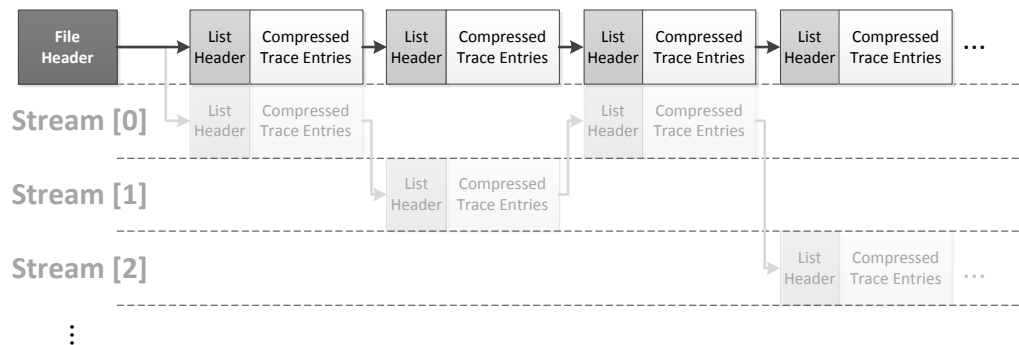 File
Header
List
Header
Compressed
Trace Entries
List
Header
Compressed
Trace Entries
List
Header
Compressed
Trace Entries
List
Header
Compressed
Trace Entries
...
Stream [0]
List
Header
Compressed
Trace Entries
List
Header
Compressed
Trace Entries
Stream [1]
List
Header
Compressed
Trace Entries
Stream [2]
List
Header
Compressed
Trace Entries
...
⋮